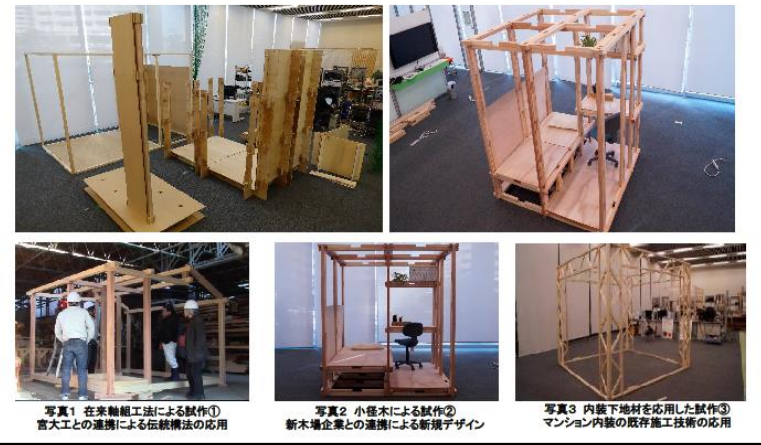 写真1 在来軸組工法による試作①
宮大工との連携による伝統構法の応用
写真2 小径木による試作②
新木場企業との連携による新規デザイン
写真3 内装下地材を応用した試作③
マンション内装の既存施工技術の応用